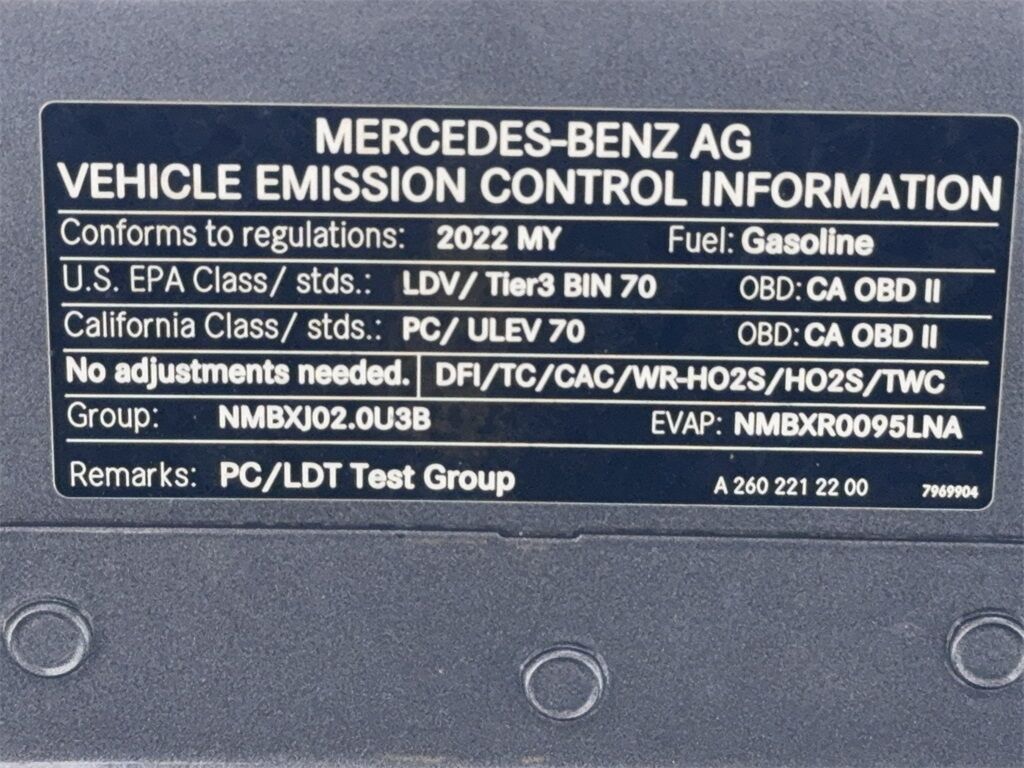 MERCEDES-BENZ AG
VEHICLE EMISSION CONTROL INFORMATION
Conforms to regulations: 2022 MY Fuel: Gasoline
U.S. EPA Class/ stds.: LDV/ Tier3 BIN 70 OBD: CA OBD II
California Class/ stds.: PC/ ULEV 70 OBD: CA OBD II
No adjustments needed. DFI/TC/CAC/WR-HO2S/HO2S/TWC
Group: NMBXJ02.0U3B EVAP: NMBXR0095LNA
Remarks: PC/LDT Test Group A 260 221 22 00 7969904